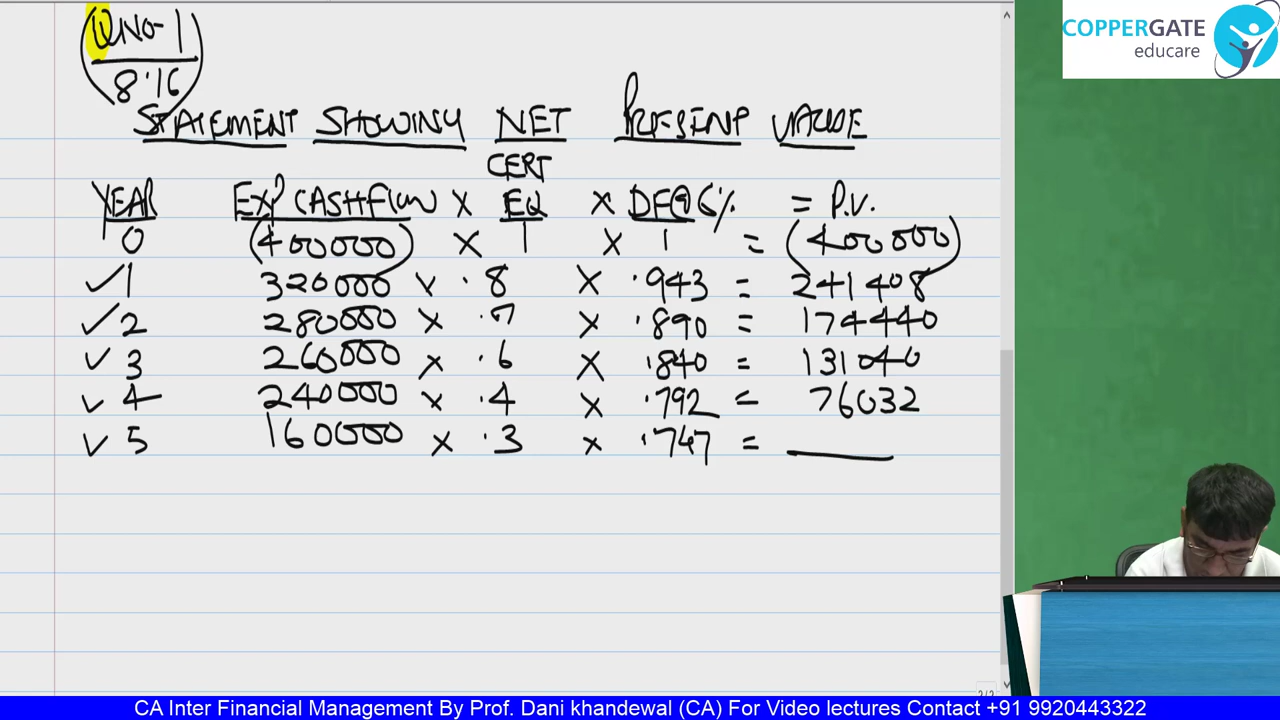 QNO-1
8.16
COPPERGATE
educare
STATEMENT SHOWING NET PRESENT VALUE
CERT
YEAR EXP CASHFLOW × EQ × DF@6% = P.V.
0 (400000) × 1 × 1 = (400000)
✓1 320000 × .8 × .943 = 241408
✓2 280000 × .7 × .890 = 174440
✓3 260000 × .6 × .840 = 131040
✓4 240000 × .4 × .792 = 76032
✓5 160000 × .3 × .747 =
2/2
CA Inter Financial Management By Prof. Dani khandewal (CA) For Video lectures Contact +91 9920443322